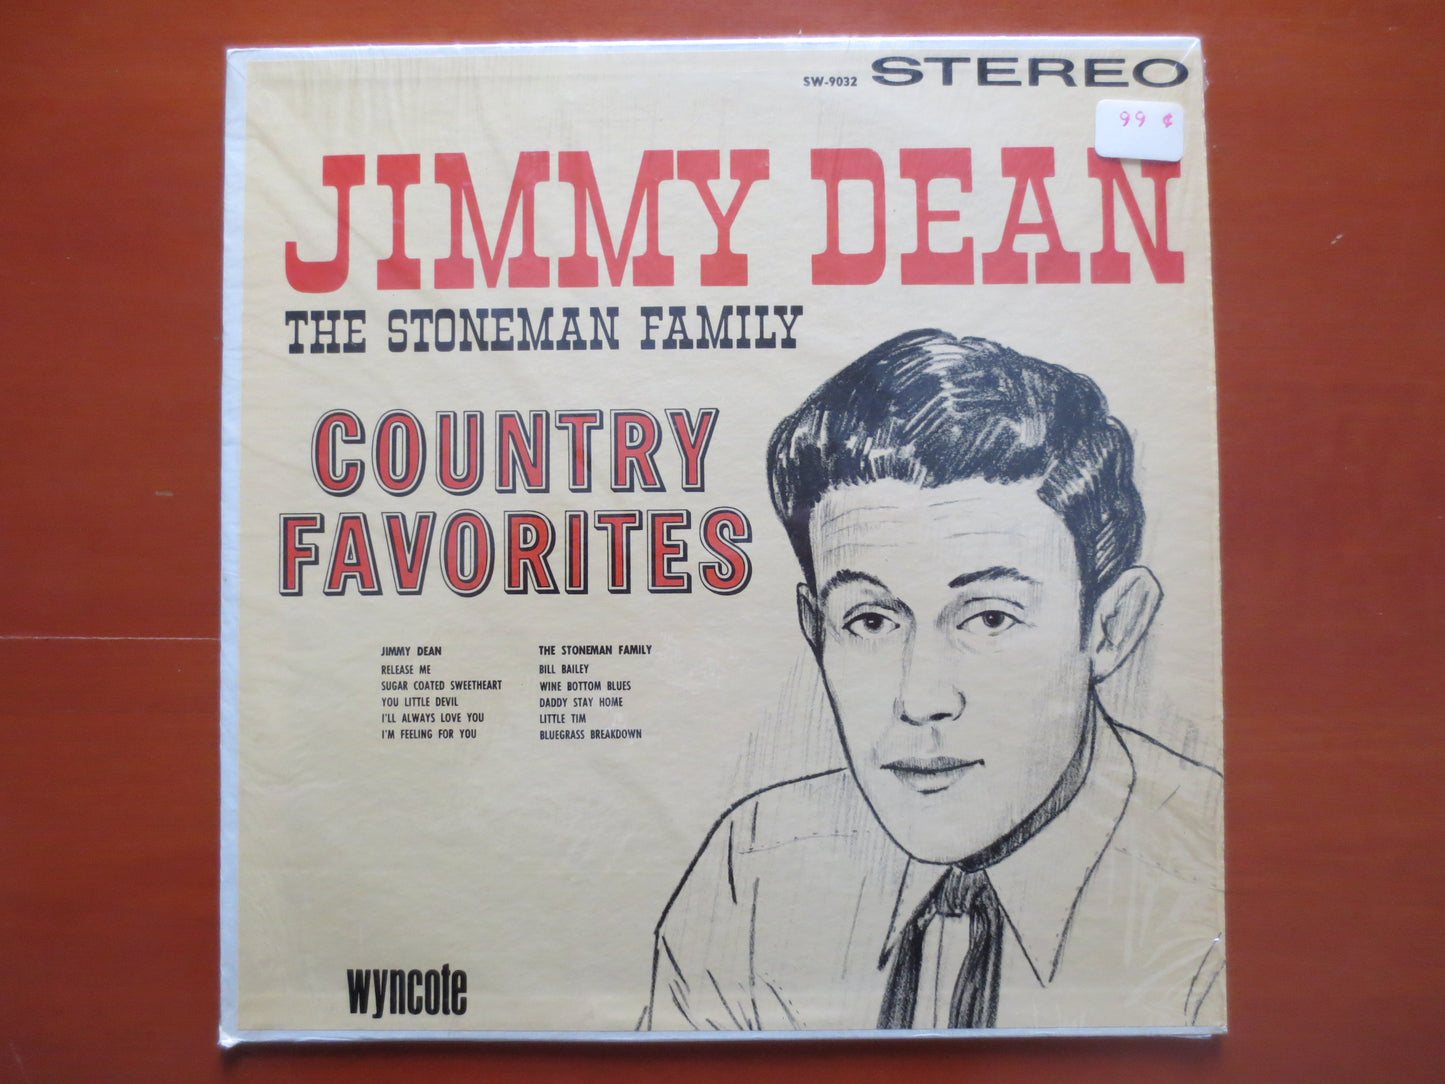 SW-9032 STEREO
99 ¢
JIMMY DEAN
THE STONEMAN FAMILY
COUNTRY
FAVORITES
JIMMY DEAN
RELEASE ME
SUGAR COATED SWEETHEART
YOU LITTLE DEVIL
I'LL ALWAYS LOVE YOU
I'M FEELING FOR YOU
THE STONEMAN FAMILY
BILL BAILEY
WINE BOTTOM BLUES
DADDY STAY HOME
LITTLE TIM
BLUEGRASS BREAKDOWN
wyncote